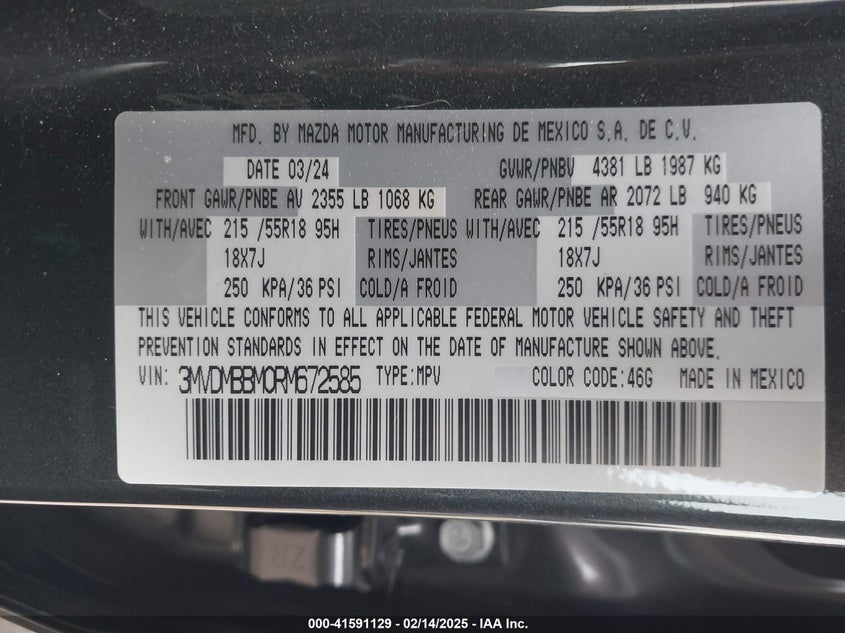 MFD. BY MAZDA MOTOR MANUFACTURING DE MEXICO S.A. DE C.V.
DATE 03/24 GVWR/PNBV 4381 LB 1987 KG
FRONT GAWR/PNBE AV 2355 LB 1068 KG REAR GAWR/PNBE AR 2072 LB 940 KG
WITH/AVEC 215 /55R18 95H TIRES/PNEUS WITH/AVEC 215 /55R18 95H TIRES/PNEUS
18X7J RIMS/JANTES 18X7J RIMS/JANTES
250 KPA/36 PSI COLD/A FROID 250 KPA/36 PSI COLD/A FROID
THIS VEHICLE CONFORMS TO ALL APPLICABLE FEDERAL MOTOR VEHICLE SAFETY AND THEFT
PREVENTION STANDARDS IN EFFECT ON THE DATE OF MANUFACTURE SHOWN ABOVE.
VIN: 3MVDMBBM0RM672585 TYPE:MPV COLOR CODE:46G MADE IN MEXICO
ZR
000-41591129 - 02/14/2025 - IAA Inc.